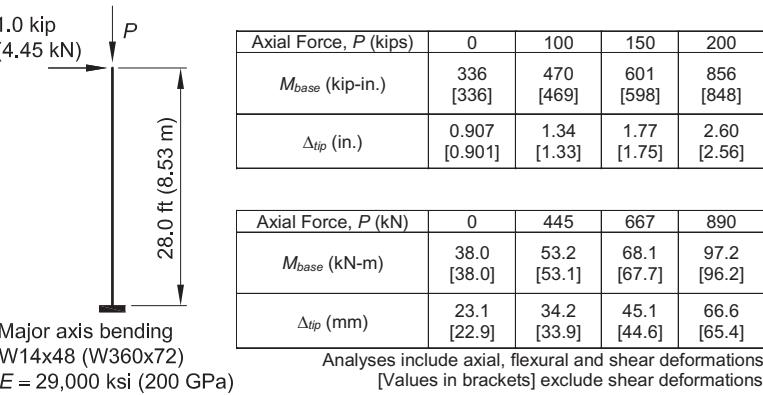 1.0 kip
(4.45 kN)
P
28.0 ft (8.53 m)
Major axis bending
W14x48 (W360x72)
E = 29,000 ksi (200 GPa)
Axial Force, P (kips) 0 100 150 200
M_base (kip-in.) 336 470 601 856
[336] [469] [598] [848]
Δ_tip (in.) 0.907 1.34 1.77 2.60
[0.901] [1.33] [1.75] [2.56]
Axial Force, P (kN) 0 445 667 890
M_base (kN-m) 38.0 53.2 68.1 97.2
[38.0] [53.1] [67.7] [96.2]
Δ_tip (mm) 23.1 34.2 45.1 66.6
[22.9] [33.9] [44.6] [65.4]
Analyses include axial, flexural and shear deformations
[Values in brackets] exclude shear deformations